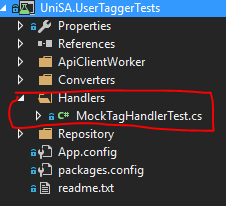 UniSA.UserTaggerTests
Properties
References
ApiClientWorker
Converters
Handlers
C# MockTagHandlerTest.cs
Repository
App.config
packages.config
readme.txt